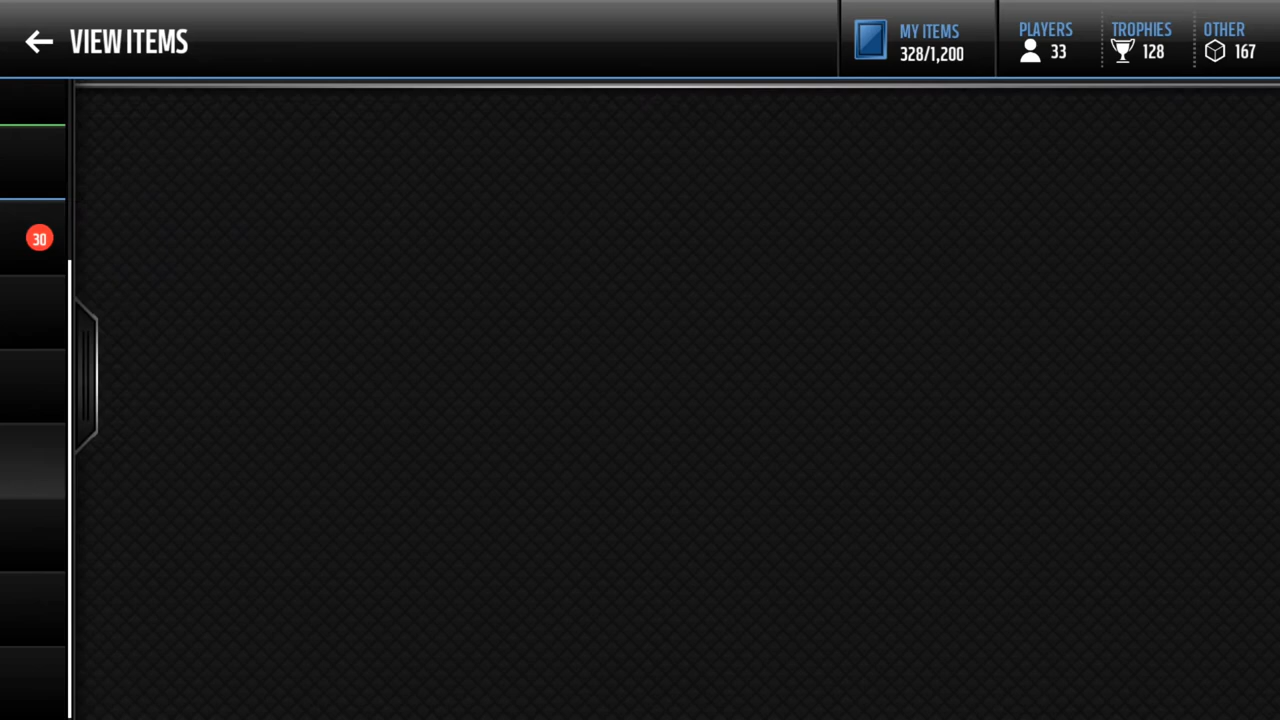 VIEW ITEMS
MY ITEMS
328/1,200
PLAYERS
33
TROPHIES
128
OTHER
167
30